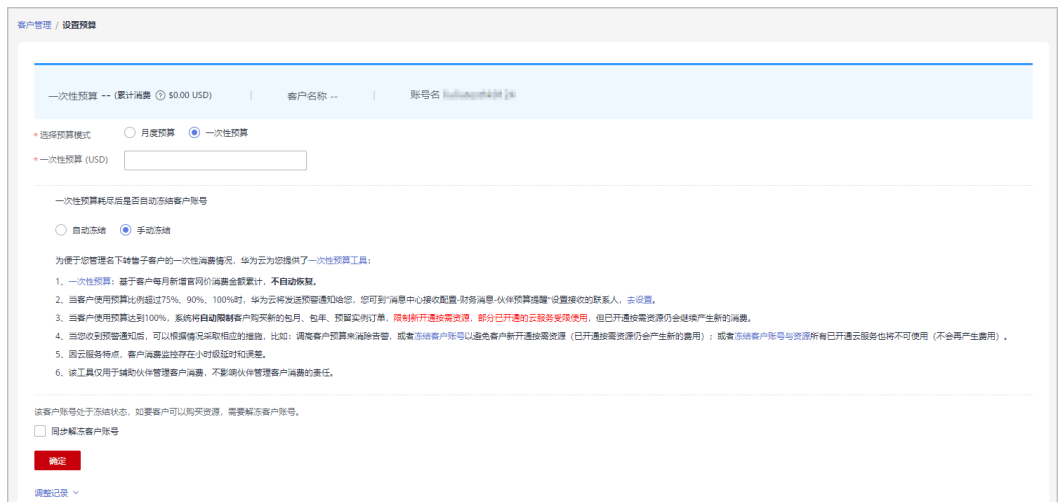 客户管理 / 设置预算
一次性预算 -- (累计消费 ? $0.00 USD) | 客户名称 -- | 账号名
* 选择预算模式 月度预算 一次性预算
* 一次性预算 (USD)
一次性预算耗尽后是否自动冻结客户账号
自动冻结 手动冻结
为便于您管理名下转售子客户的一次性消费情况，华为云为您提供了一次性预算工具：
1、一次性预算：基于客户每月新增官网价消费金额累计，不自动恢复。
2、当客户使用预算比例超过75%、90%、100%时，华为云将发送预警通知给您，您可到"消息中心接收配置-财务消息-伙伴预算提醒"设置接收的联系人，去设置。
3、当客户使用预算达到100%，系统将自动限制客户购买新的包月、包年、预留实例订单，限制新开通按需资源，部分已开通的云服务受限使用，但已开通按需资源仍会继续产生新的消费。
4、当您收到预警通知后，可以根据情况采取相应的措施，比如：调高客户预算来消除告警，或者冻结客户账号以避免客户新开通按需资源（已开通按需资源仍会产生新的费用）；或者冻结客户账号与资源所有已开通云服务也将不可使用（不会再产生费用）。
5、因云服务特点，客户消费监控存在小时级延时和误差。
6、该工具仅用于辅助伙伴管理客户消费，不影响伙伴管理客户消费的责任。
该客户账号处于冻结状态，如要客户可以购买资源，需要解冻客户账号。
同步解冻客户账号
确定
调整记录